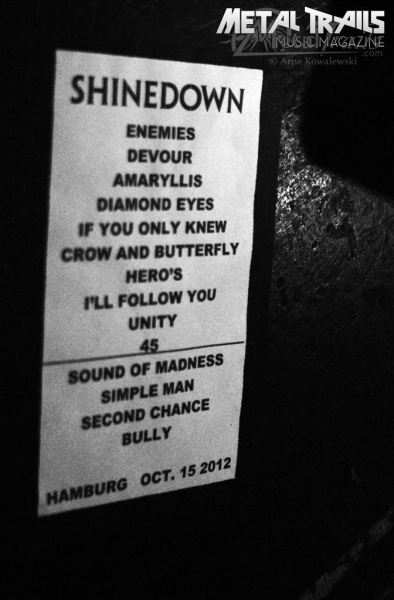 METAL TRAILS
MUSIC MAGAZINE
.com
© Arne Kowalewski
SHINEDOWN
ENEMIES
DEVOUR
AMARYLLIS
DIAMOND EYES
IF YOU ONLY KNEW
CROW AND BUTTERFLY
HERO'S
I'LL FOLLOW YOU
UNITY
45
SOUND OF MADNESS
SIMPLE MAN
SECOND CHANCE
BULLY
HAMBURG OCT. 15 2012